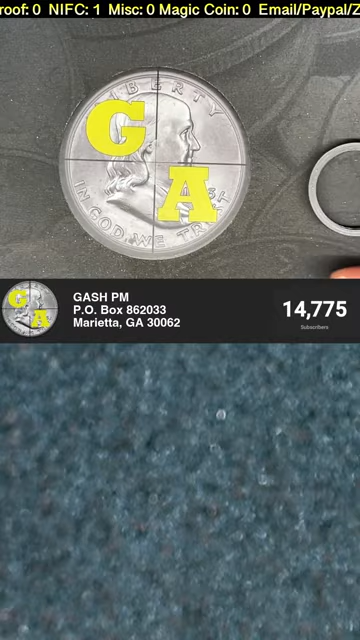 roof: 0 NIFC: 1 Misc: 0 Magic Coin: 0 Email/Paypal/Z
LIBERTY
G
A
IN GOD WE TRUST
GASH PM
P.O. Box 862033
Marietta, GA 30062
14,775
Subscribers